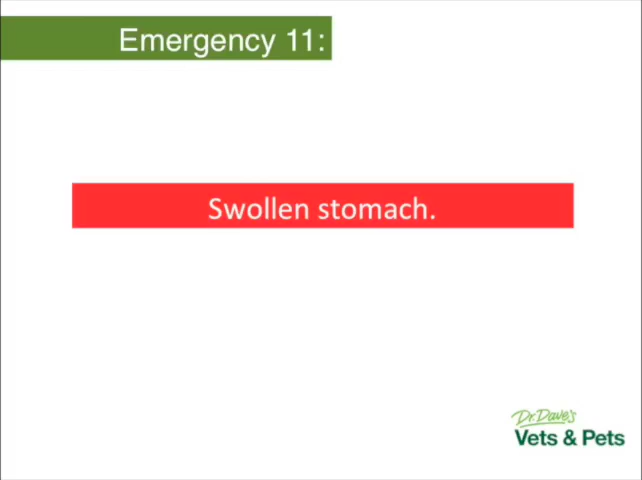 Emergency 11:
Swollen stomach.
Dr. Dave's
Vets & Pets